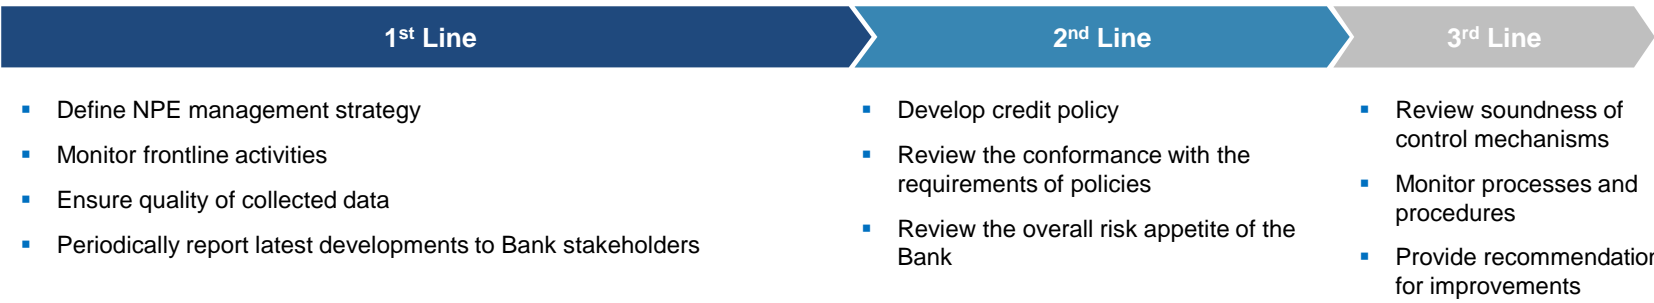 1st Line
2nd Line
3rd Line
Define NPE management strategy
Monitor frontline activities
Ensure quality of collected data
Periodically report latest developments to Bank stakeholders
Develop credit policy
Review the conformance with the
requirements of policies
Review the overall risk appetite of the
Bank
Review soundness of
control mechanisms
Monitor processes and
procedures
Provide recommendation
for improvements